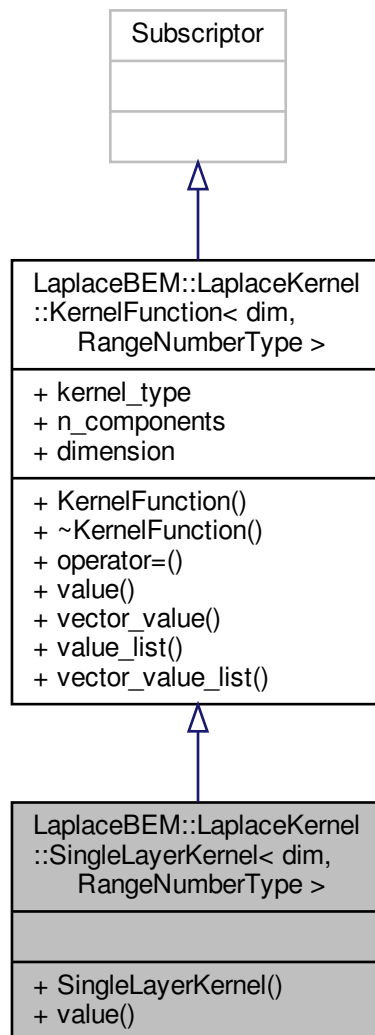 Subscriptor
LaplaceBEM::LaplaceKernel
::KernelFunction< dim,
RangeNumberType >
+ kernel_type
+ n_components
+ dimension
+ KernelFunction()
+ ~KernelFunction()
+ operator=()
+ value()
+ vector_value()
+ value_list()
+ vector_value_list()
LaplaceBEM::LaplaceKernel
::SingleLayerKernel< dim,
RangeNumberType >
+ SingleLayerKernel()
+ value()